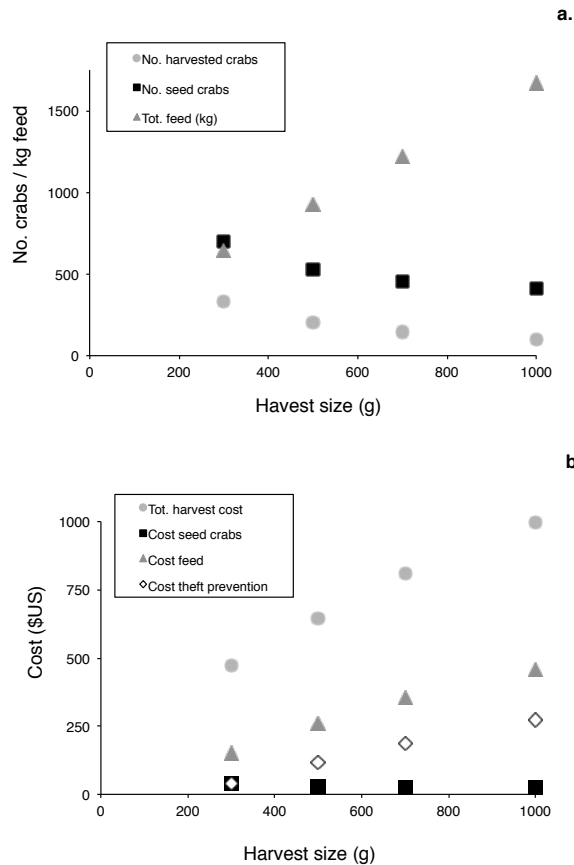 a.
No. harvested crabs
No. seed crabs
Tot. feed (kg)
No. crabs / kg feed
1500
1000
500
0
0 200 400 600 800 1000
Havest size (g)
b
Tot. harvest cost
Cost seed crabs
Cost feed
Cost theft prevention
Cost ($US)
1000
750
500
250
0
0 200 400 600 800 1000
Harvest size (g)